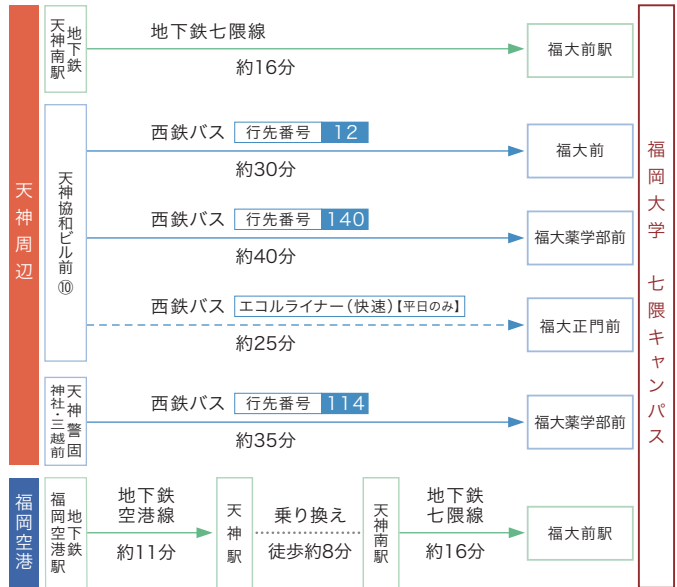 天神周辺
地下鉄
天神南駅
地下鉄七隈線
約16分
福大前駅
天神協和ビル前⑩
西鉄バス 行先番号 12
約30分
福大前
西鉄バス 行先番号 140
約40分
福大薬学部前
西鉄バス エコルライナー(快速)【平日のみ】
約25分
福大正門前
天神警固
神社・三越前
西鉄バス 行先番号 114
約35分
福大薬学部前
福岡空港
地下鉄
福岡空港駅
地下鉄
空港線
約11分
天神駅
乗り換え
徒歩約8分
天神南駅
地下鉄
七隈線
約16分
福大前駅
福岡大学 七隈キャンパス